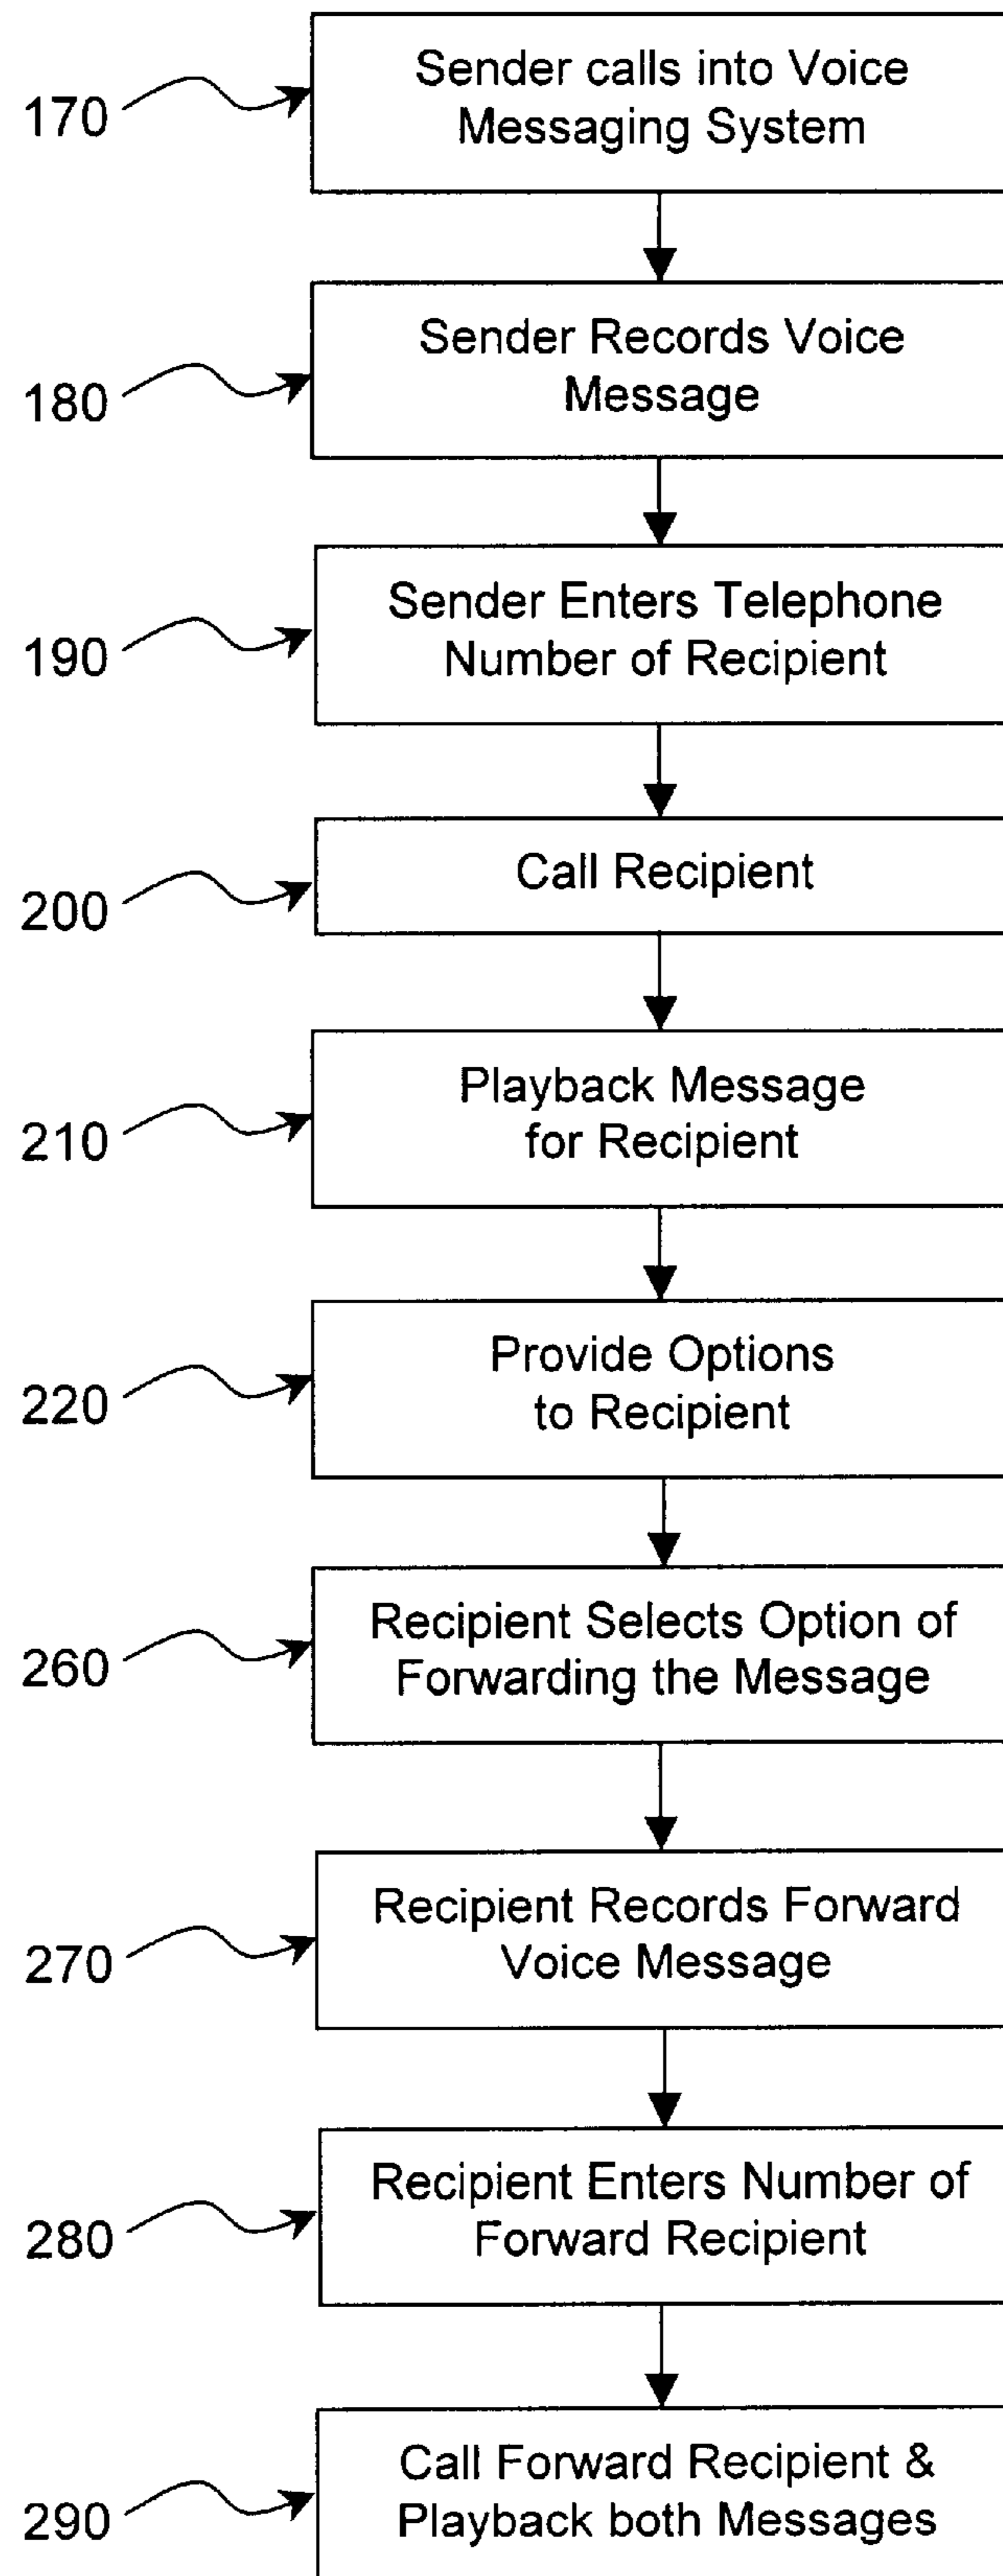 Sender calls into Voice
Messaging System
170
Sender Records Voice
Message
180
Sender Enters Telephone
Number of Recipient
190
Call Recipient
200
Playback Message
for Recipient
210
Provide Options
to Recipient
220
Recipient Selects Option of
Forwarding the Message
260
Recipient Records Forward
Voice Message
270
Recipient Enters Number of
Forward Recipient
280
Call Forward Recipient &
Playback both Messages
290